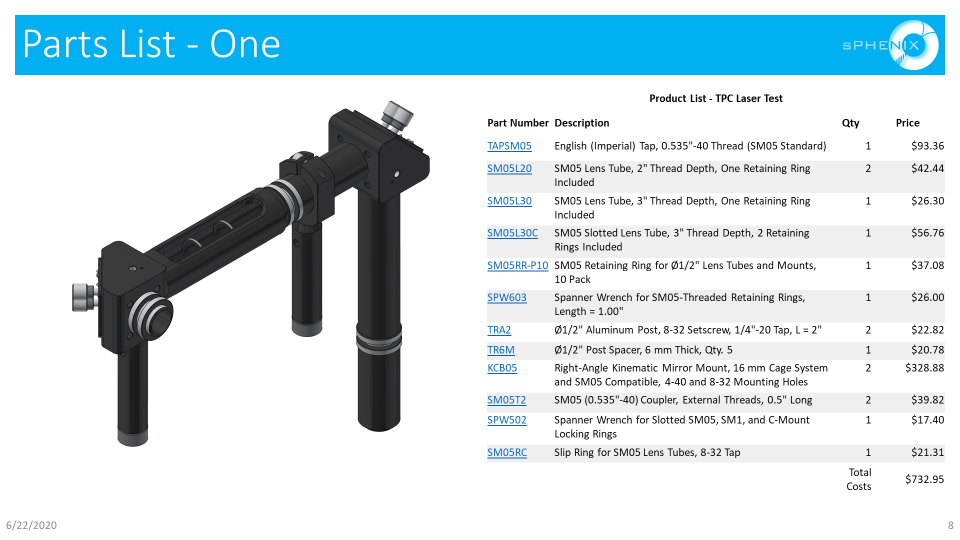 Parts List - One
sPHENIX
Product List - TPC Laser Test
Part Number Description Qty Price
TAPSM05 English (Imperial) Tap, 0.535"-40 Thread (SM05 Standard) 1 $93.36
SM05L20 SM05 Lens Tube, 2" Thread Depth, One Retaining Ring 2 $42.44
Included
SM05L30 SM05 Lens Tube, 3" Thread Depth, One Retaining Ring 1 $26.30
Included
SM05L30C SM05 Slotted Lens Tube, 3" Thread Depth, 2 Retaining 1 $56.76
Rings Included
SM05RR-P10 SM05 Retaining Ring for Ø1/2" Lens Tubes and Mounts, 1 $37.08
10 Pack
SPW603 Spanner Wrench for SM05-Threaded Retaining Rings, 1 $26.00
Length = 1.00"
TRA2 Ø1/2" Aluminum Post, 8-32 Setscrew, 1/4"-20 Tap, L = 2" 2 $22.82
TR6M Ø1/2" Post Spacer, 6 mm Thick, Qty. 5 1 $20.78
KCB05 Right-Angle Kinematic Mirror Mount, 16 mm Cage System 2 $328.88
and SM05 Compatible, 4-40 and 8-32 Mounting Holes
SM05T2 SM05 (0.535"-40) Coupler, External Threads, 0.5" Long 2 $39.82
SPW502 Spanner Wrench for Slotted SM05, SM1, and C-Mount 1 $17.40
Locking Rings
SM05RC Slip Ring for SM05 Lens Tubes, 8-32 Tap 1 $21.31
Total
Costs $732.95
6/22/2020 8